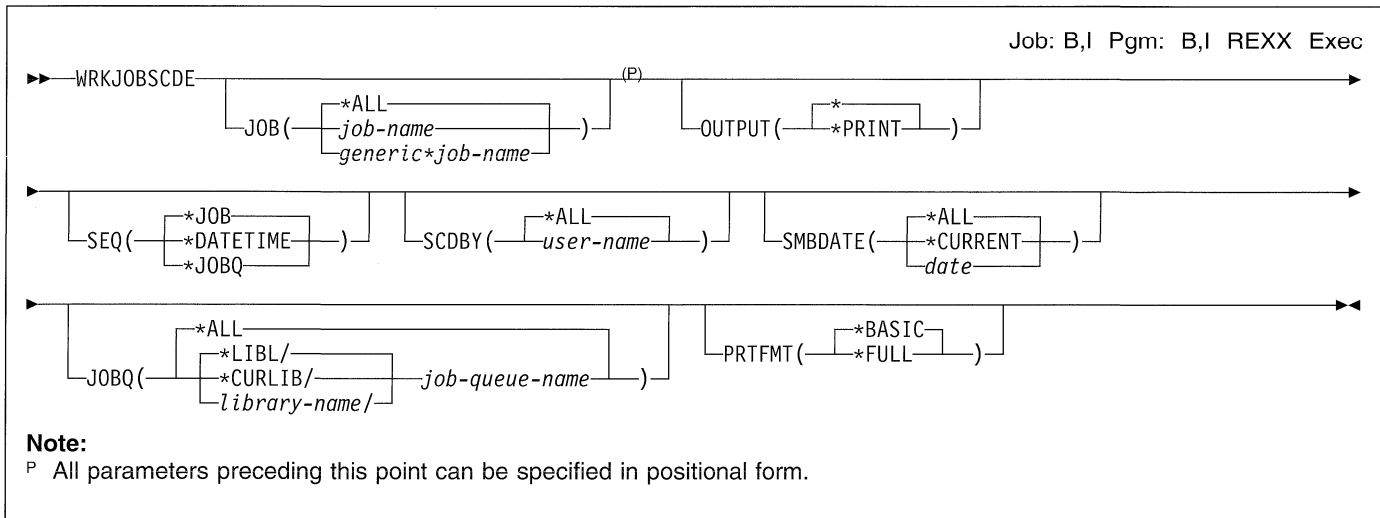 Job: B,I Pgm: B,I REXX Exec
WRKJOBSCDE
JOB(
*ALL
job-name
generic*job-name
)
(P)
OUTPUT(
*
*PRINT
)
SEQ(
*JOB
*DATETIME
*JOBQ
)
SCDBY(
*ALL
user-name
)
SMBDATE(
*ALL
*CURRENT
date
)
JOBQ(
*ALL
*LIBL/
*CURLIB/
library-name/
job-queue-name
)
PRTFMT(
*BASIC
*FULL
)
Note:
P All parameters preceding this point can be specified in positional form.